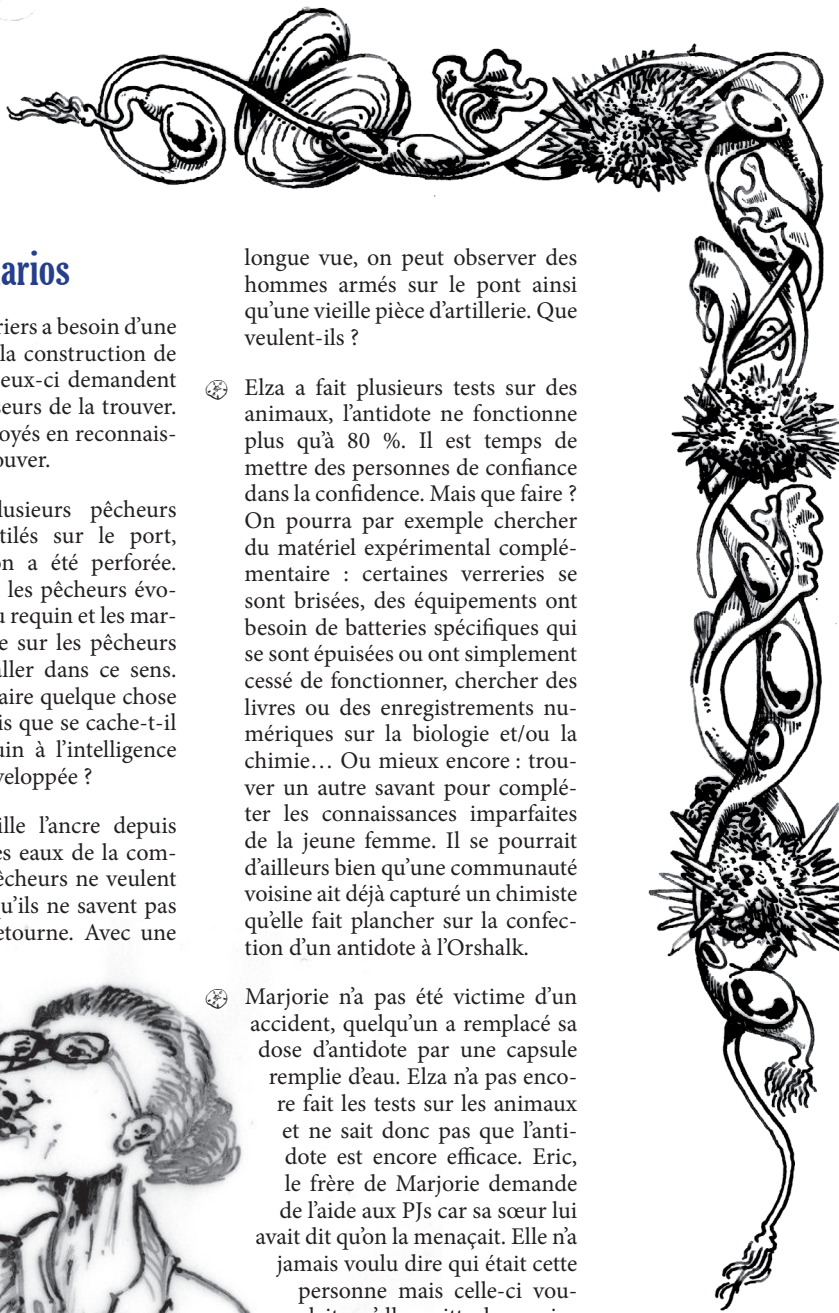 arios
riers a besoin d’une
la construction de
eux-ci demandent
seurs de la trouver.
oyés en reconnais-
ouver.
lusieurs pêcheurs
tilés sur le port,
on a été perforée.
les pêcheurs évo-
u requin et les mar-
e sur les pêcheurs
aller dans ce sens.
aire quelque chose
is que se cache-t-il
uin à l’intelligence
veloppée ?
ille l’ancre depuis
es eaux de la com-
êcheurs ne veulent
u’ils ne savent pas
etourne. Avec une
longue vue, on peut observer des
hommes armés sur le pont ainsi
qu’une vieille pièce d’artillerie. Que
veulent-ils ?
Elza a fait plusieurs tests sur des
animaux, l’antidote ne fonctionne
plus qu’à 80 %. Il est temps de
mettre des personnes de confiance
dans la confidence. Mais que faire ?
On pourra par exemple chercher
du matériel expérimental complé-
mentaire : certaines verreries se
sont brisées, des équipements ont
besoin de batteries spécifiques qui
se sont épuisées ou ont simplement
cessé de fonctionner, chercher des
livres ou des enregistrements nu-
mériques sur la biologie et/ou la
chimie… Ou mieux encore : trou-
ver un autre savant pour complé-
ter les connaissances imparfaites
de la jeune femme. Il se pourrait
d’ailleurs bien qu’une communauté
voisine ait déjà capturé un chimiste
qu’elle fait plancher sur la confec-
tion d’un antidote à l’Orshalk.
Marjorie n’a pas été victime d’un
accident, quelqu’un a remplacé sa
dose d’antidote par une capsule
remplie d’eau. Elza n’a pas enco-
re fait les tests sur les animaux
et ne sait donc pas que l’anti-
dote est encore efficace. Eric,
le frère de Marjorie demande
de l’aide aux PJs car sa sœur lui
avait dit qu’on la menaçait. Elle n’a
jamais voulu dire qui était cette
personne mais celle-ci vou-